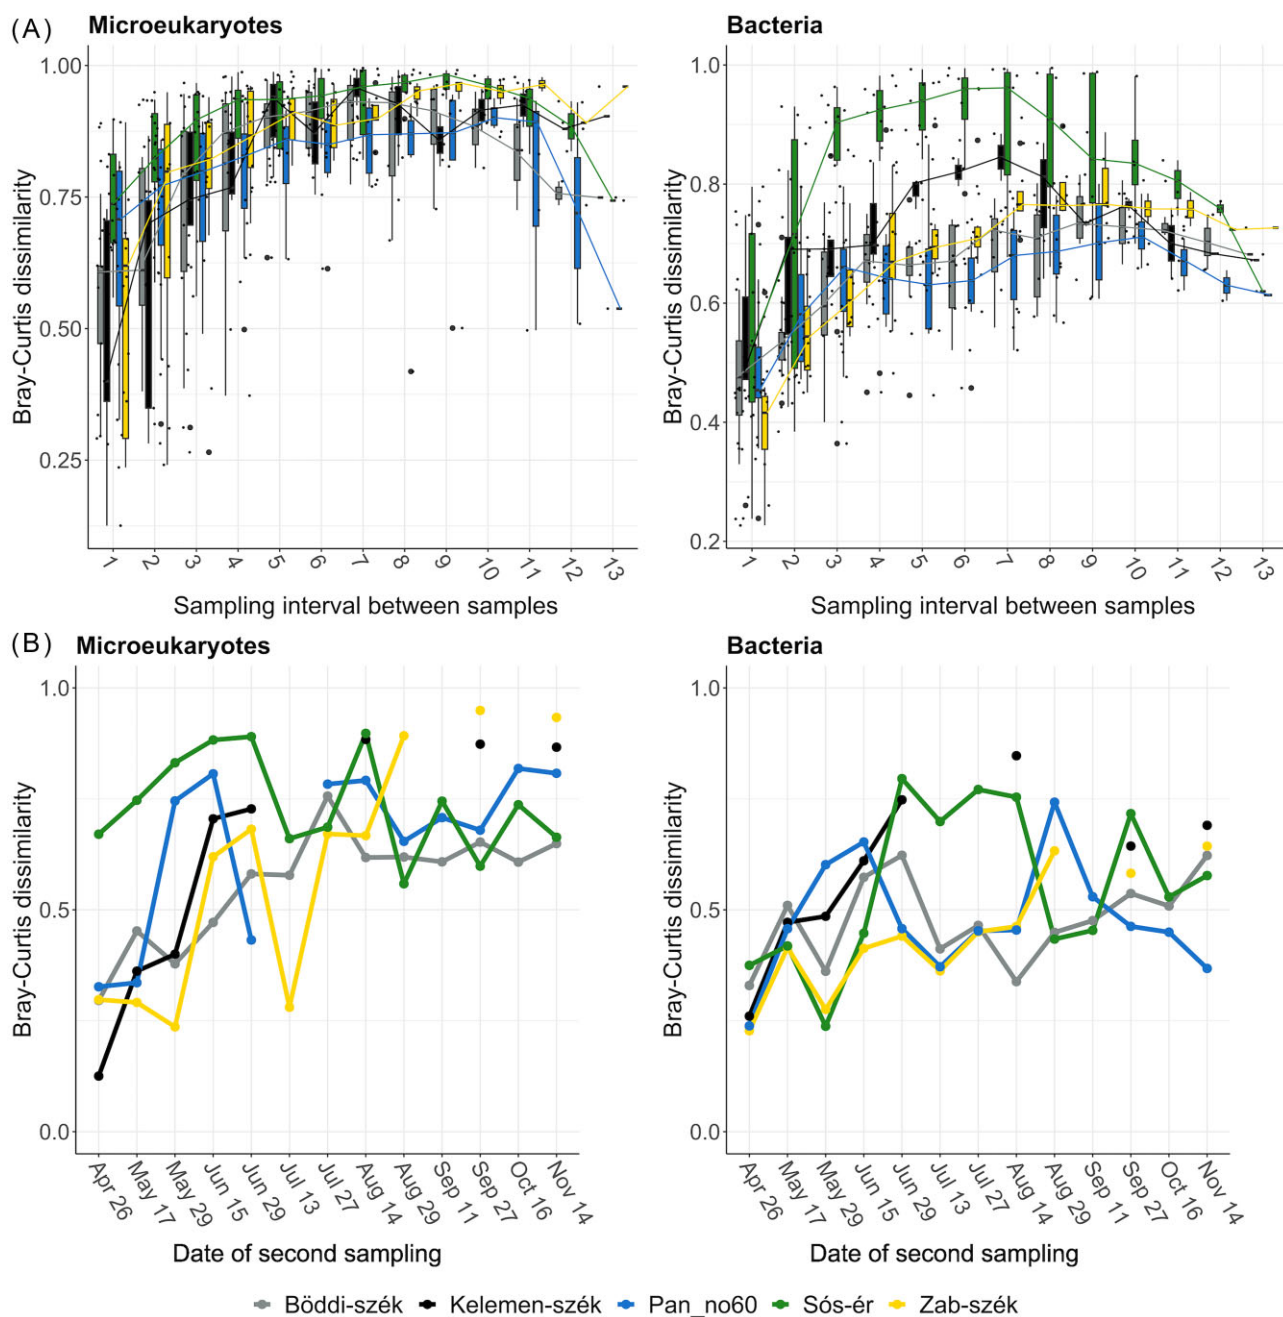 (A) Microeukaryotes Bacteria
Bray-Curtis dissimilarity
1.00
0.75
0.50
0.25
1 2 3 4 5 6 7 8 9 10 11 12 13
Sampling interval between samples
Bray-Curtis dissimilarity
1.0
0.8
0.6
0.4
0.2
1 2 3 4 5 6 7 8 9 10 11 12 13
Sampling interval between samples
(B) Microeukaryotes Bacteria
Bray-Curtis dissimilarity
1.0
0.5
0.0
Apr 26 May 17 May 29 Jun 15 Jun 29 Jul 13 Jul 27 Aug 14 Aug 29 Sep 11 Sep 27 Oct 16 Nov 14
Date of second sampling
Bray-Curtis dissimilarity
1.0
0.5
0.0
Apr 26 May 17 May 29 Jun 15 Jun 29 Jul 13 Jul 27 Aug 14 Aug 29 Sep 11 Sep 27 Oct 16 Nov 14
Date of second sampling
Böddi-szék Kelemen-szék Pan_no60 Sós-ér Zab-szék